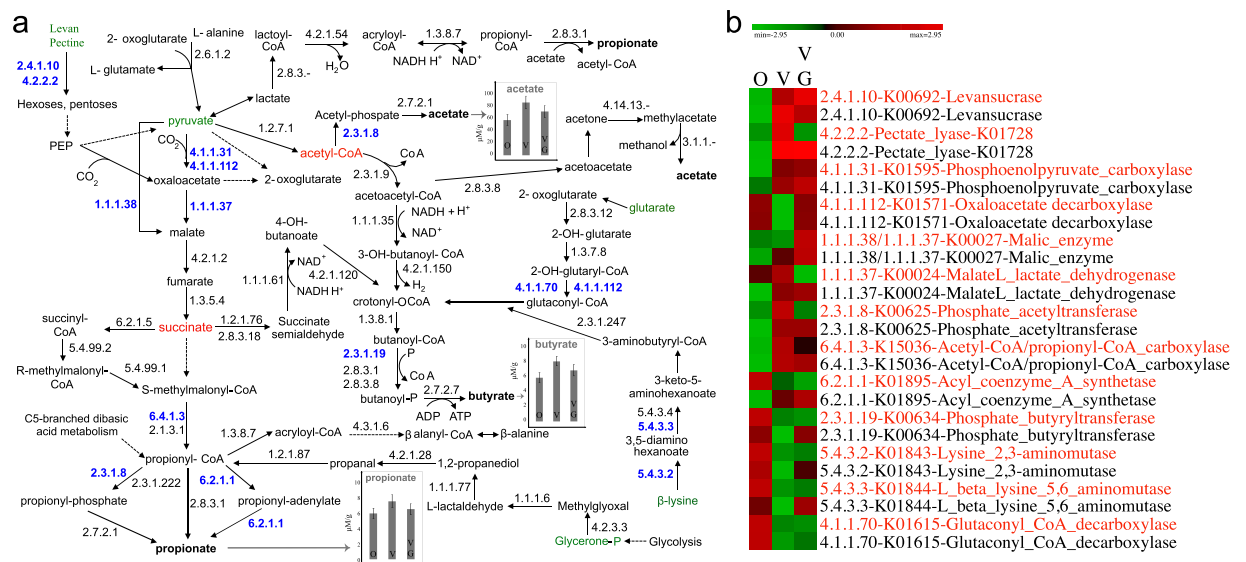 a
Levan
Pectine
2.4.1.10
4.2.2.2
Hexoses, pentoses
PEP
CO2
2- oxoglutarate
L- alanine
2.6.1.2
L- glutamate
pyruvate
CO2
4.1.1.31
4.1.1.112
oxaloacetate
2-oxoglutarate
1.1.1.38
1.1.1.37
malate
4.2.1.2
fumarate
1.3.5.4
succinate
6.2.1.5
succinyl-
CoA
5.4.99.2
R-methylmalonyl-
CoA
5.4.99.1
S-methylmalonyl-CoA
1.2.1.76
2.8.3.18
Succinate
semialdehyde
1.1.1.61
NAD+
NADH H+
4-OH-
butanoate
4.2.1.120
lactoyl-
CoA
4.2.1.54
H2O
acryloyl-
CoA
1.3.8.7
NADH H+
NAD+
propionyl-
CoA
2.8.3.1
acetate
acetyl-CoA
propionate
2.8.3.-
lactate
1.2.7.1
acetyl-CoA
2.3.1.8
Acetyl-phospate
2.7.2.1
acetate
acetate
µM/g
10
8
6
4
2
0
O
V
V
G
2.3.1.9
CoA
acetoacetyl-CoA
2.8.3.8
acetoacetate
acetone
4.14.13.-
methylacetate
methanol
3.1.1.-
acetate
1.1.1.35
NADH + H+
NAD+
3-OH-butanoyl-CoA
4.2.1.150
H2
crotonyl-OCoA
1.3.8.1
butanoyl-CoA
2.3.1.19
2.8.3.1
2.8.3.8
P
CoA
butanoyl-P
2.7.2.7
ADP
ATP
butyrate
butyrate
µM/g
10
8
6
4
2
0
O
V
V
G
2- oxoglutarate
glutarate
2.8.3.12
2-OH-glutarate
1.3.7.8
2-OH-glutaryl-CoA
4.1.1.70
4.1.1.112
glutaconyl-CoA
2.3.1.247
3-aminobutyryl-CoA
3-keto-5-
aminohexanoate
5.4.3.4
5.4.3.3
3,5-diamino
hexanoate
5.4.3.2
β-lysine
C5-branched dibasic
acid metabolism
6.4.1.3
2.1.3.1
1.3.8.7
acryloyl-CoA
4.3.1.6
β alanyl-CoA
β-alanine
propionyl- CoA
1.2.1.87
propanal
4.2.1.28
1,2-propanediol
1.1.1.77
L-lactaldehyde
1.1.1.6
Methylglyoxal
4.2.3.3
Glycerone-P
Glycolysis
2.3.1.8
2.3.1.222
6.2.1.1
propionyl-phosphate
2.8.3.1
propionyl-adenylate
6.2.1.1
2.7.2.1
propionate
propionate
µM/g
10
8
6
4
2
0
O
V
V
G
b
min=-2.95
0.00
max=2.95
V
O V G
2.4.1.10-K00692-Levansucrase
2.4.1.10-K00692-Levansucrase
4.2.2.2-Pectate_lyase-K01728
4.2.2.2-Pectate_lyase-K01728
4.1.1.31-K01595-Phosphoenolpyruvate_carboxylase
4.1.1.31-K01595-Phosphoenolpyruvate_carboxylase
4.1.1.112-K01571-Oxaloacetate decarboxylase
4.1.1.112-K01571-Oxaloacetate decarboxylase
1.1.1.38/1.1.1.37-K00027-Malic_enzyme
1.1.1.38/1.1.1.37-K00027-Malic_enzyme
1.1.1.37-K00024-MalateL_lactate_dehydrogenase
1.1.1.37-K00024-MalateL_lactate_dehydrogenase
2.3.1.8-K00625-Phosphate_acetyltransferase
2.3.1.8-K00625-Phosphate_acetyltransferase
6.4.1.3-K15036-Acetyl-CoA/propionyl-CoA_carboxylase
6.4.1.3-K15036-Acetyl-CoA/propionyl-CoA_carboxylase
6.2.1.1-K01895-Acyl_coenzyme_A_synthetase
6.2.1.1-K01895-Acyl_coenzyme_A_synthetase
2.3.1.19-K00634-Phosphate_butyryltransferase
2.3.1.19-K00634-Phosphate_butyryltransferase
5.4.3.2-K01843-Lysine_2,3-aminomutase
5.4.3.2-K01843-Lysine_2,3-aminomutase
5.4.3.3-K01844-L_beta_lysine_5,6_aminomutase
5.4.3.3-K01844-L_beta_lysine_5,6_aminomutase
4.1.1.70-K01615-Glutaconyl_CoA_decarboxylase
4.1.1.70-K01615-Glutaconyl_CoA_decarboxylase